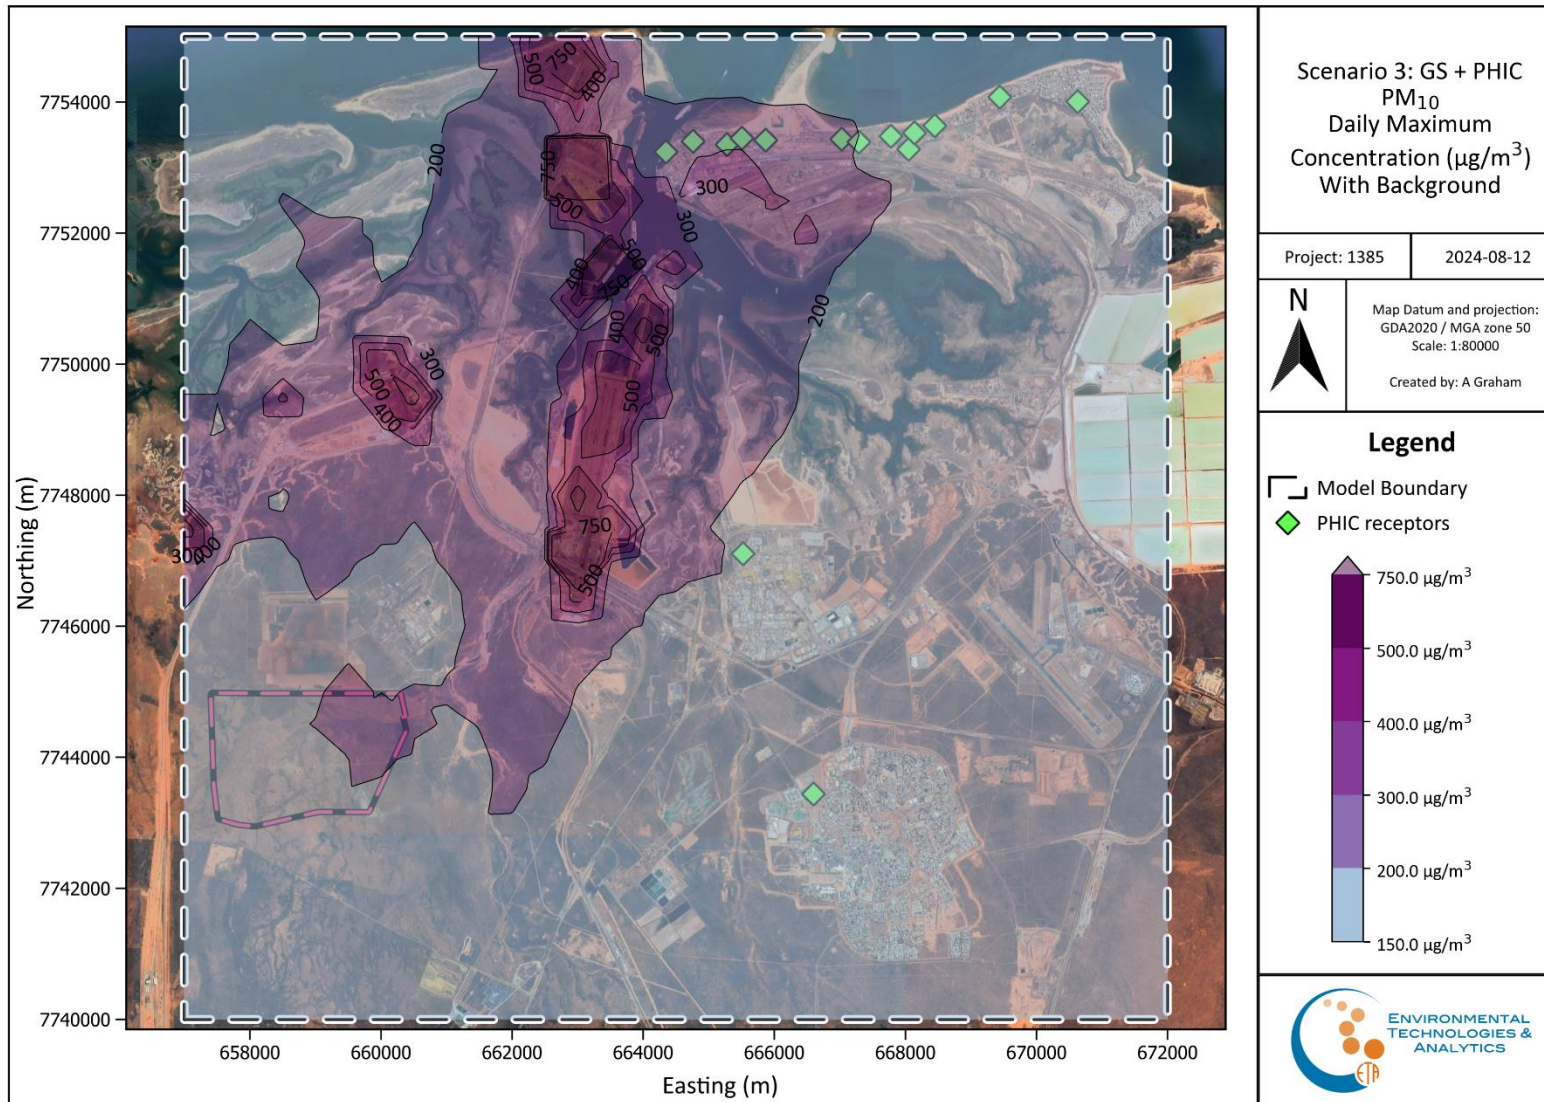 Scenario 3: GS + PHIC
PM10
Daily Maximum
Concentration (µg/m³)
With Background
Project: 1385
2024-08-12
N
Map Datum and projection:
GDA2020 / MGA zone 50
Scale: 1:80000
Created by: A Graham
Legend
Model Boundary
PHIC receptors
750.0 µg/m³
500.0 µg/m³
400.0 µg/m³
300.0 µg/m³
200.0 µg/m³
150.0 µg/m³
ENVIRONMENTAL
TECHNOLOGIES &
ANALYTICS
ETA
Northing (m)
7754000
7752000
7750000
7748000
7746000
7744000
7742000
7740000
658000
660000
662000
664000
666000
668000
670000
672000
Easting (m)
750
500
400
200
750
500
300
300
500
400
750
200
400
500
300
500
400
500
750
300
400
500